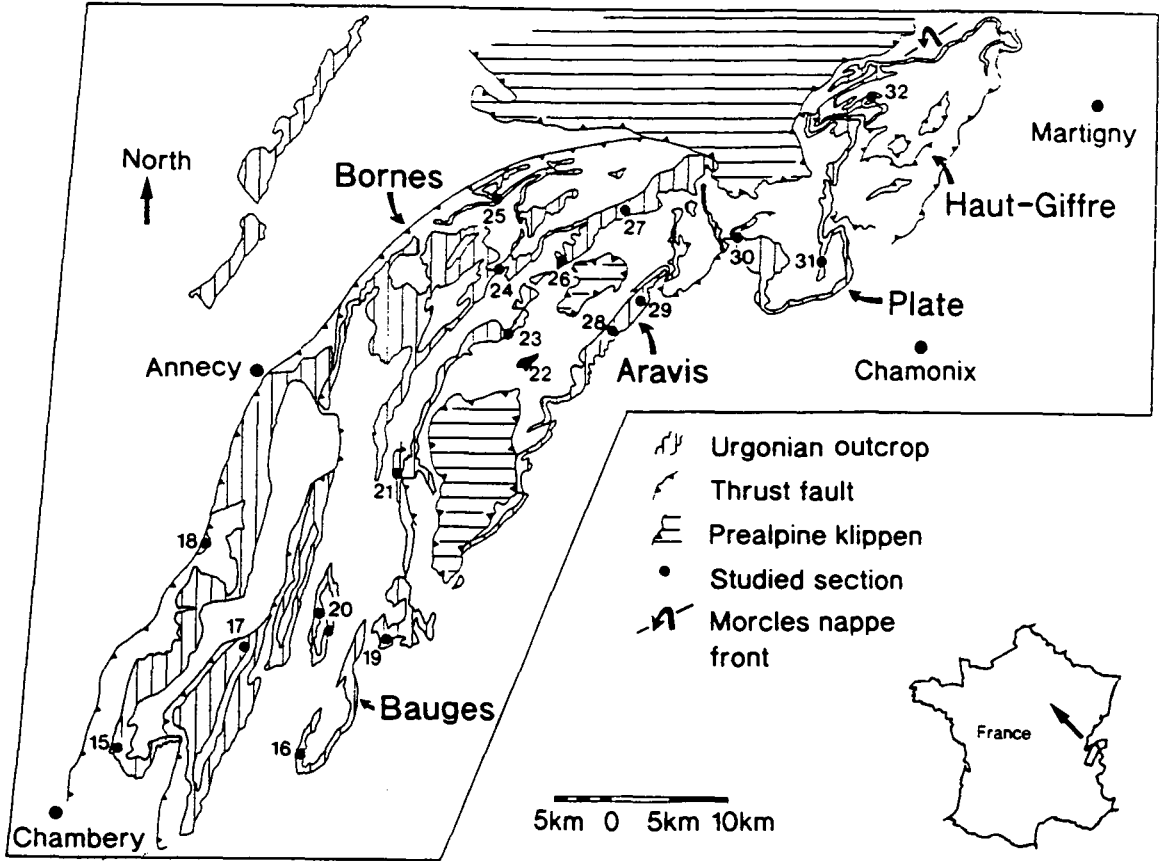 32
Martigny
North
Bornes
Haut-Giffre
25
27
30
31
24
26
Plate
29
28
23
Annecy
22
Aravis
Chamonix
Urgonian outcrop
21
Thrust fault
Prealpine klippen
18
Studied section
20
Morcles nappe
front
17
19
Bauges
France
15
16
5km 0 5km 10km
Chambery